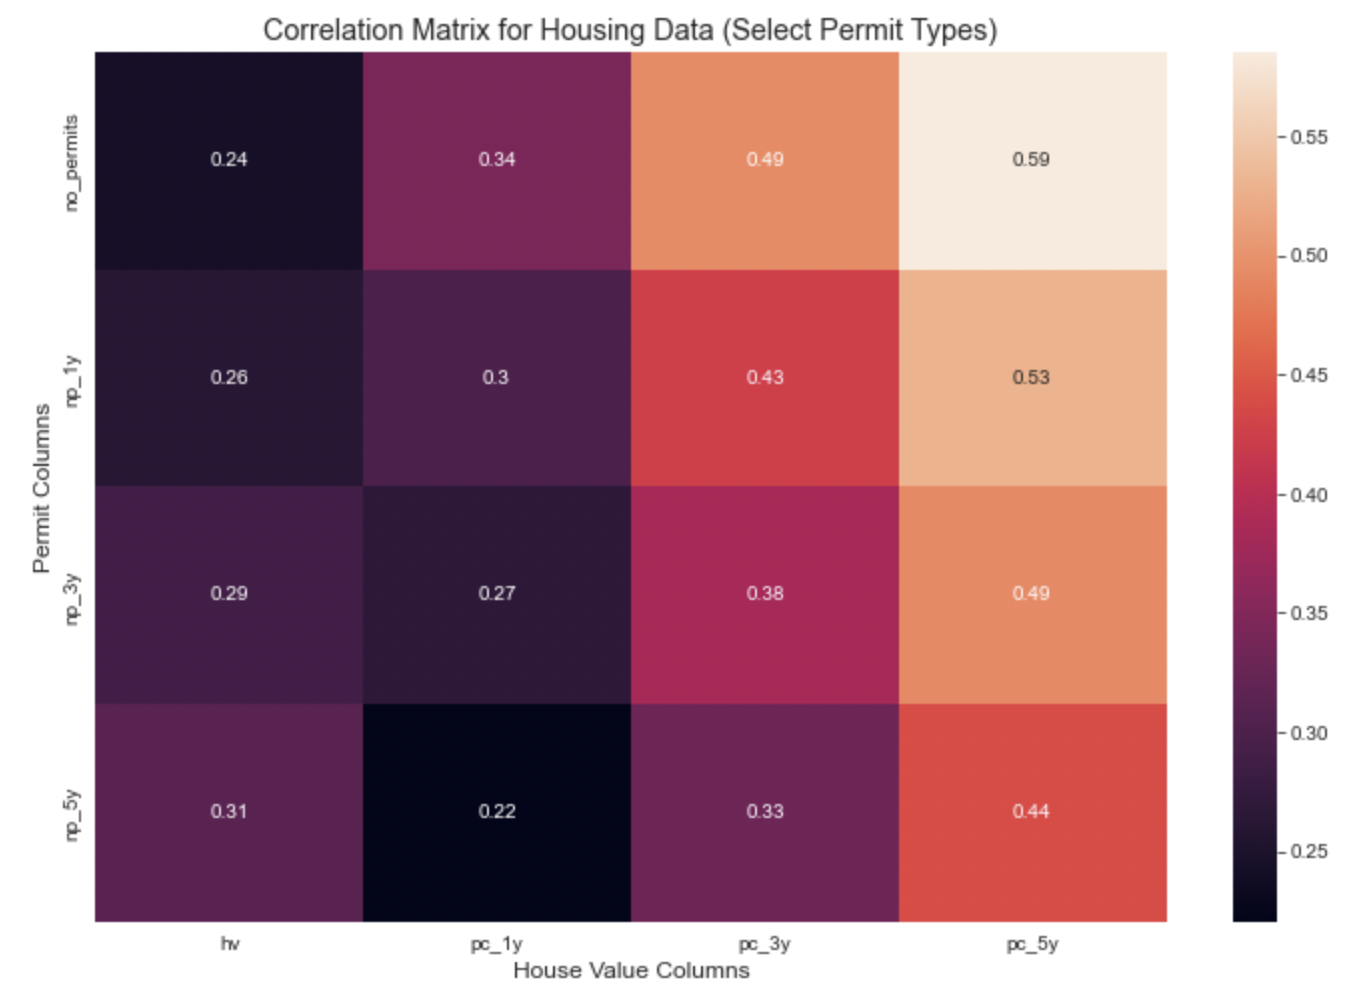 Correlation Matrix for Housing Data (Select Permit Types)
Permit Columns
no_permits
0.24 0.34 0.49 0.59
np_1y
0.26 0.3 0.43 0.53
np_3y
0.29 0.27 0.38 0.49
np_5y
0.31 0.22 0.33 0.44
hv pc_1y pc_3y pc_5y
House Value Columns
0.55
0.50
0.45
0.40
0.35
0.30
0.25